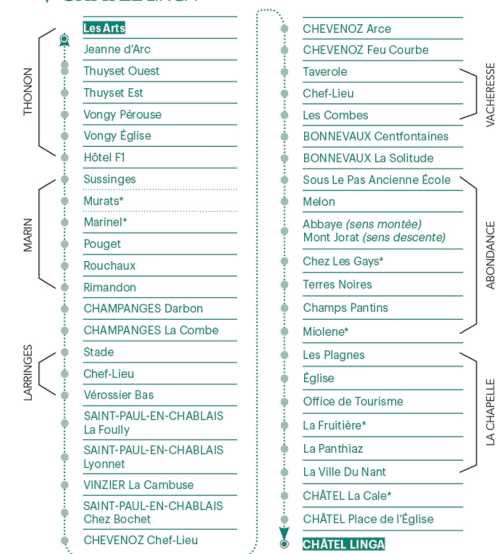 Les Arts
Jeanne d'Arc
Thuyset Ouest
Thuyset Est
Vongy Pérouse
Vongy Église
Hôtel F1
THONON
Sussinges
Murats*
Marinel*
Pouget
Rouchaux
Rimandon
MARIN
CHAMPANGES Darbon
CHAMPANGES La Combe
Stade
Chef-Lieu
Vérossier Bas
LARRINGES
SAINT-PAUL-EN-CHABLAIS
La Foully
SAINT-PAUL-EN-CHABLAIS
Lyonnet
VINZIER La Cambuse
SAINT-PAUL-EN-CHABLAIS
Chez Bochet
CHEVENOZ Chef-Lieu
CHEVENOZ Arce
CHEVENOZ Feu Courbe
Taverole
Chef-Lieu
Les Combes
VACHERESSE
BONNEVAUX Centfontaines
BONNEVAUX La Solitude
Sous Le Pas Ancienne École
Melon
Abbaye (sens montée)
Mont Jorat (sens descente)
Chez Les Gays*
Terres Noires
Champs Pantins
Miolene*
ABONDANCE
Les Plagnes
Église
Office de Tourisme
La Fruitière*
La Panthiaz
La Ville Du Nant
LA CHAPELLE
CHÂTEL La Cale*
CHÂTEL Place de l'Église
CHÂTEL LINGA